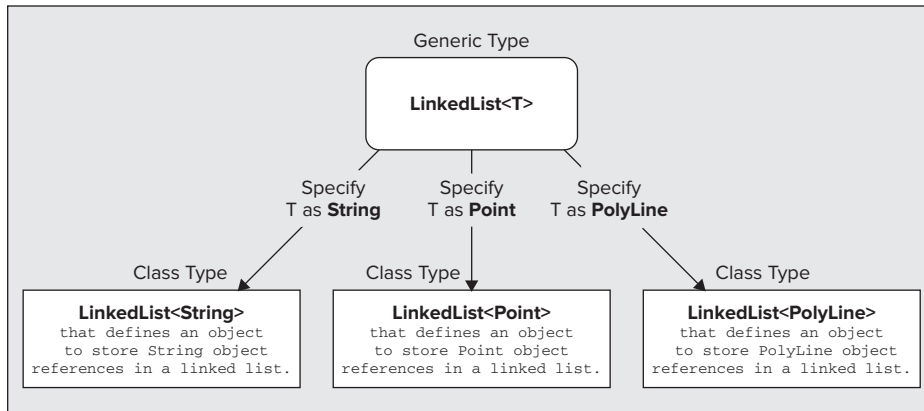 Generic Type
LinkedList<T>
Specify
T as String
Specify
T as Point
Specify
T as PolyLine
Class Type
LinkedList<String>
that defines an object
to store String object
references in a linked list.
Class Type
LinkedList<Point>
that defines an object
to store Point object
references in a linked list.
Class Type
LinkedList<PolyLine>
that defines an object
to store PolyLine object
references in a linked list.